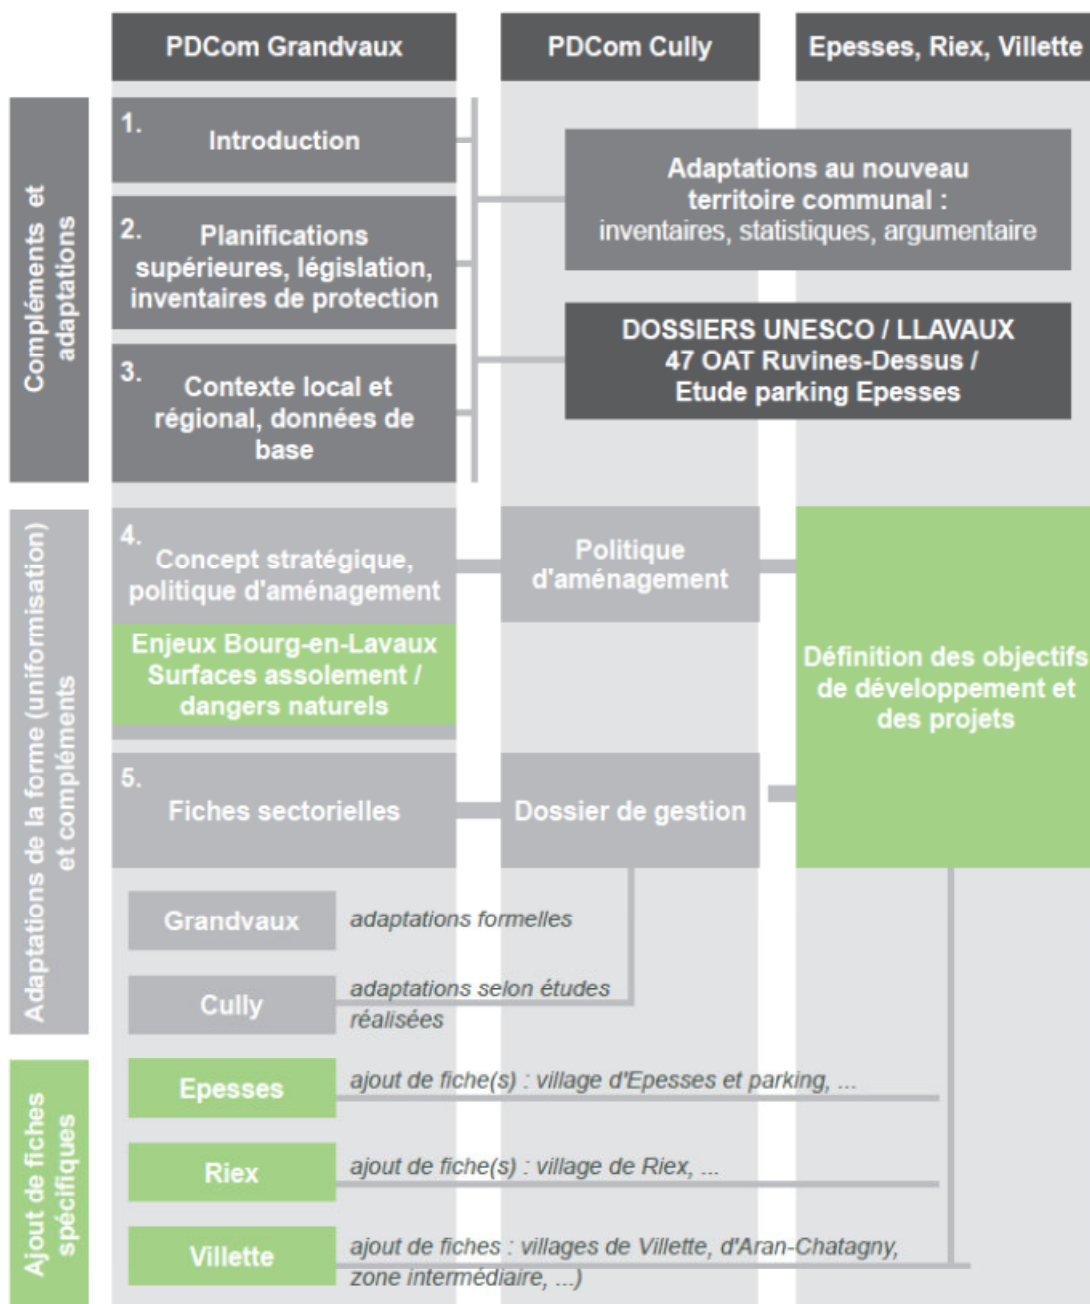 PDCom Grandvaux
PDCom Cully
Epesses, Riex, Villette
Compléments et
adaptations
1.
Introduction
2.
Planifications
supérieures, législation,
inventaires de protection
3.
Contexte local et
régional, données de
base
Adaptations au nouveau
territoire communal :
inventaires, statistiques, argumentaire
DOSSIERS UNESCO / LLAVAUX
47 OAT Ruvines-Dessus /
Etude parking Epesses
Adaptations de la forme (uniformisation)
et compléments
4.
Concept stratégique,
politique d'aménagement
Enjeux Bourg-en-Lavaux
Surfaces assolement /
dangers naturels
Politique
d'aménagement
Définition des objectifs
de développement et
des projets
5.
Fiches sectorielles
Dossier de gestion
Grandvaux
adaptations formelles
Cully
adaptations selon études
réalisées
Ajout de fiches
spécifiques
Epesses
ajout de fiche(s) : village d'Epesses et parking, ...
Riex
ajout de fiche(s) : village de Riex, ...
Villette
ajout de fiches : villages de Villette, d'Aran-Chatagny,
zone intermédiaire, ...)